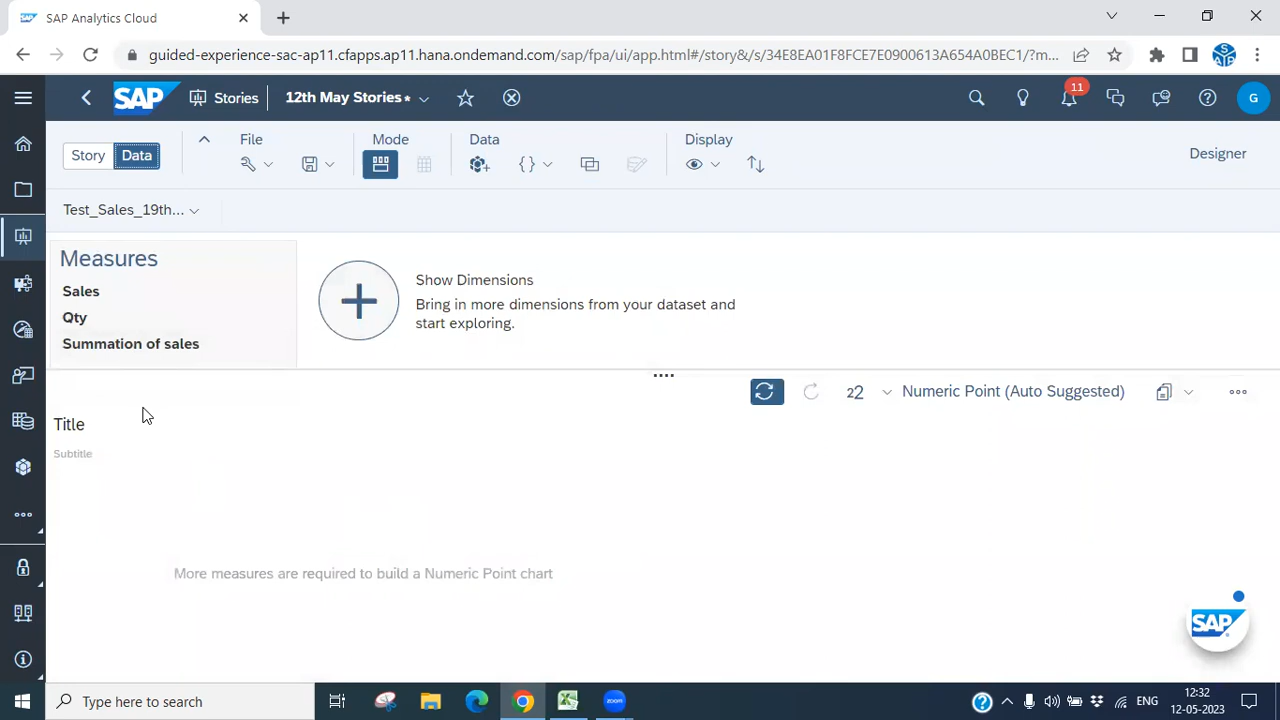 SAP Analytics Cloud
guided-experience-sac-ap11.cfapps.ap11.hana.ondemand.com/sap/fpa/ui/app.html#/story&/s/34E8EA01F8FCE7E0900613A654A0BEC1/?m...
SAP Stories 12th May Stories* 11 G
File Mode Data Display
Story Data Designer
Test_Sales_19th...
Measures
Sales
Qty
Summation of sales
Show Dimensions
Bring in more dimensions from your dataset and
start exploring.
22 Numeric Point (Auto Suggested)
Title
Subtitle
More measures are required to build a Numeric Point chart
SAP
Type here to search
zoom
ENG
12:32
12-05-2023